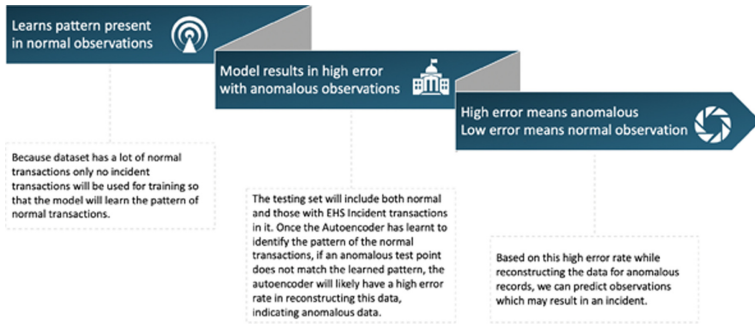 Learns pattern present
in normal observations
Model results in high error
with anomalous observations
High error means anomalous
Low error means normal observation
Because dataset has a lot of normal
transactions only no incident
transactions will be used for training so
that the model will learn the pattern of
normal transactions.
The testing set will include both normal
and those with EHS Incident transactions
in it. Once the Autoencoder has learnt to
identify the pattern of the normal
transactions, if an anomalous test point
does not match the learned pattern, the
autoencoder will likely have a high error
rate in reconstructing this data,
indicating anomalous data.
Based on this high error rate while
reconstructing the data for anomalous
records, we can predict observations
which may result in an incident.